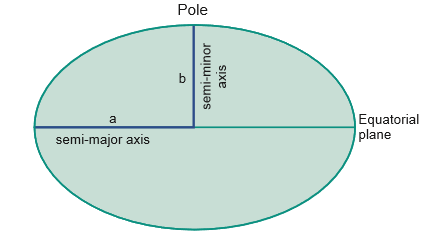 Pole
b
semi-minor
axis
a
semi-major axis
Equatorial
plane